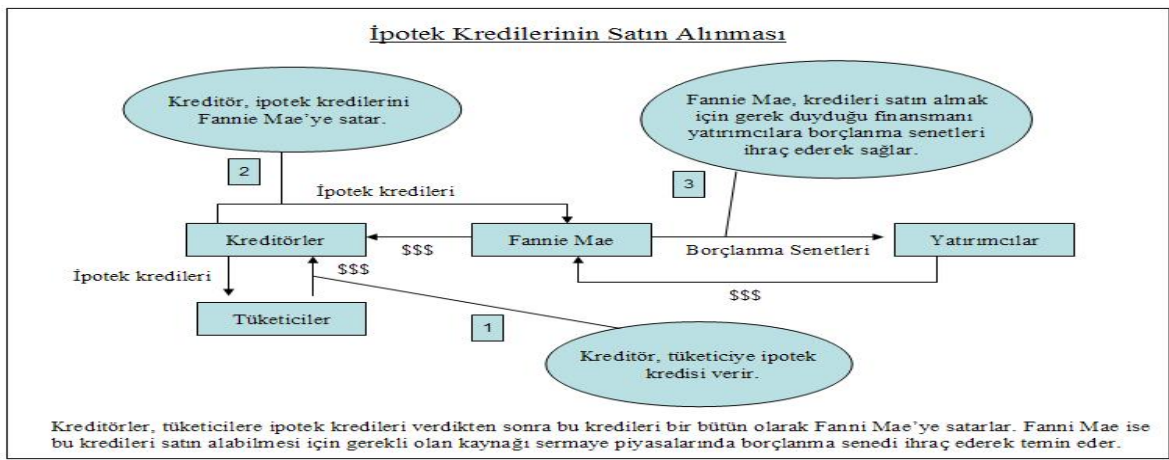 İpotek Kredilerinin Satın Alınması
Kreditör, ipotek kredilerini
Fannie Mae'ye satar.
Fannie Mae, kredileri satın almak
için gerek duyduğu finansmanı
yatırımcılara borçlanma senetleri
ihraç ederek sağlar.
2
3
İpotek kredileri
Kreditörler
$$$
Fannie Mae
Borçlanma Senetleri
Yatırımcılar
İpotek kredileri
$$$
$$$
Tüketiciler
1
Kreditör, tüketiciye ipotek
kredisi verir.
Kreditörler, tüketicilere ipotek kredileri verdikten sonra bu kredileri bir bütün olarak Fanni Mae'ye satarlar. Fanni Mae ise
bu kredileri satın alabilmesi için gerekli olan kaynağı sermaye piyasalarında borçlanma senedi ihraç ederek temin eder.